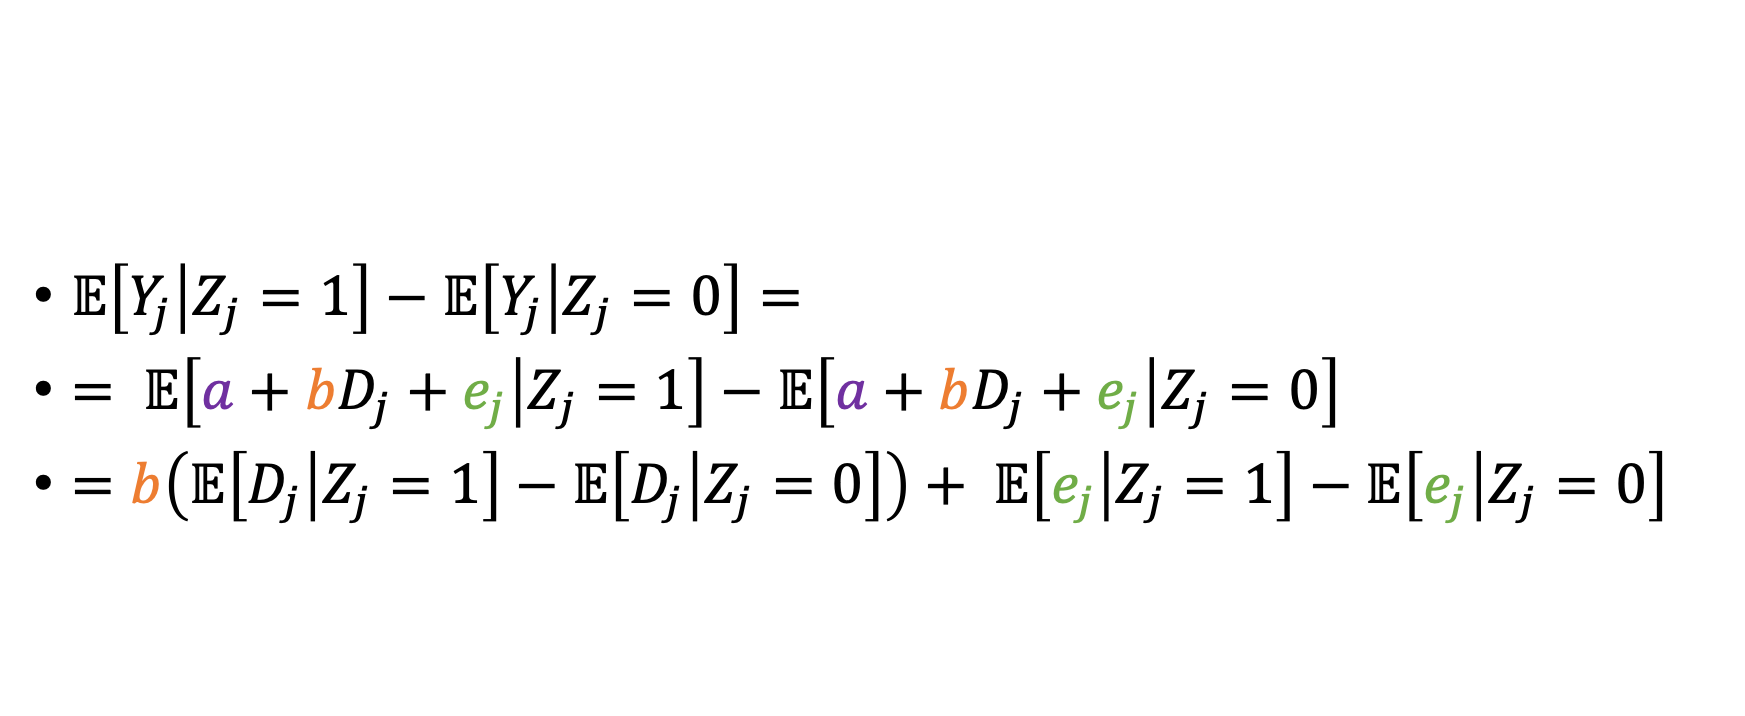 • 𝔼[Yⱼ|Zⱼ = 1] − 𝔼[Yⱼ|Zⱼ = 0] =
• = 𝔼[a + bDⱼ + eⱼ|Zⱼ = 1] − 𝔼[a + bDⱼ + eⱼ|Zⱼ = 0]
• = b(𝔼[Dⱼ|Zⱼ = 1] − 𝔼[Dⱼ|Zⱼ = 0]) + 𝔼[eⱼ|Zⱼ = 1] − 𝔼[eⱼ|Zⱼ = 0]